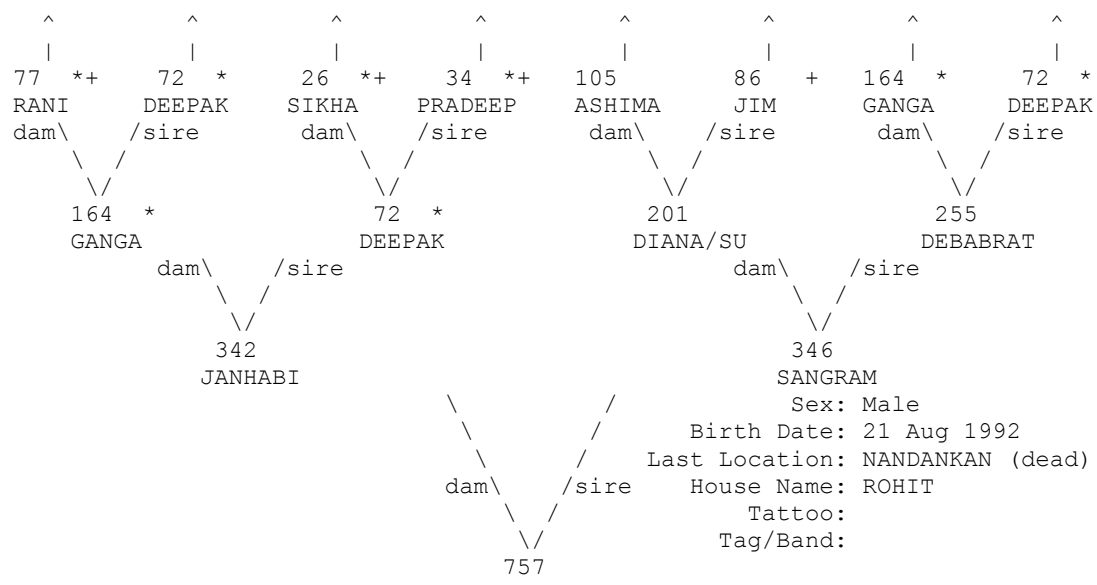 ^ ^ ^ ^ ^ ^ ^ ^
| | | | | | | |
77 *+ 72 * 26 *+ 34 *+ 105 86 + 164 * 72 *
RANI DEEPAK SIKHA PRADEEP ASHIMA JIM GANGA DEEPAK
dam\ /sire dam\ /sire dam\ /sire dam\ /sire
\ / \ / \ / \ /
\/ \/ \/ \/
164 * 72 * 201 255
GANGA DEEPAK DIANA/SU DEBABRAT
dam\ /sire dam\ /sire
\ / \ /
\/ \/
342 346
JANHABI SANGRAM
\ / Sex: Male
\ / Birth Date: 21 Aug 1992
\ / Last Location: NANDANKAN (dead)
dam\ /sire House Name: ROHIT
\ / Tattoo:
\/ Tag/Band:
757